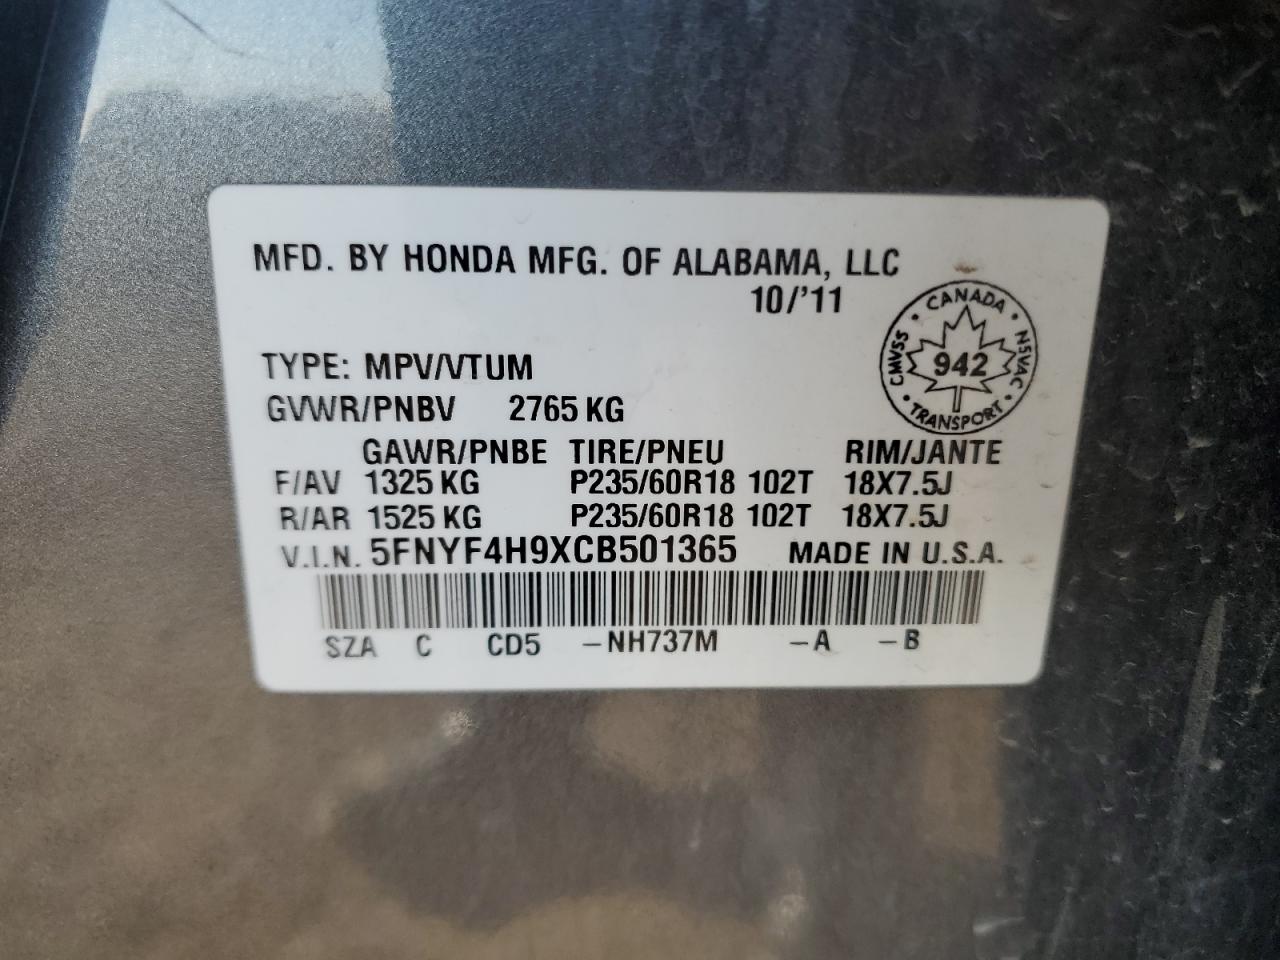 MFD. BY HONDA MFG. OF ALABAMA, LLC
10/'11
CANADA
CMVSS 942 NSVAC
TRANSPORT
TYPE: MPV/VTUM
GVWR/PNBV 2765 KG
GAWR/PNBE TIRE/PNEU RIM/JANTE
F/AV 1325 KG P235/60R18 102T 18X7.5J
R/AR 1525 KG P235/60R18 102T 18X7.5J
V.I.N. 5FNYF4H9XCB501365 MADE IN U.S.A.
SZA C CD5 -NH737M -A -B